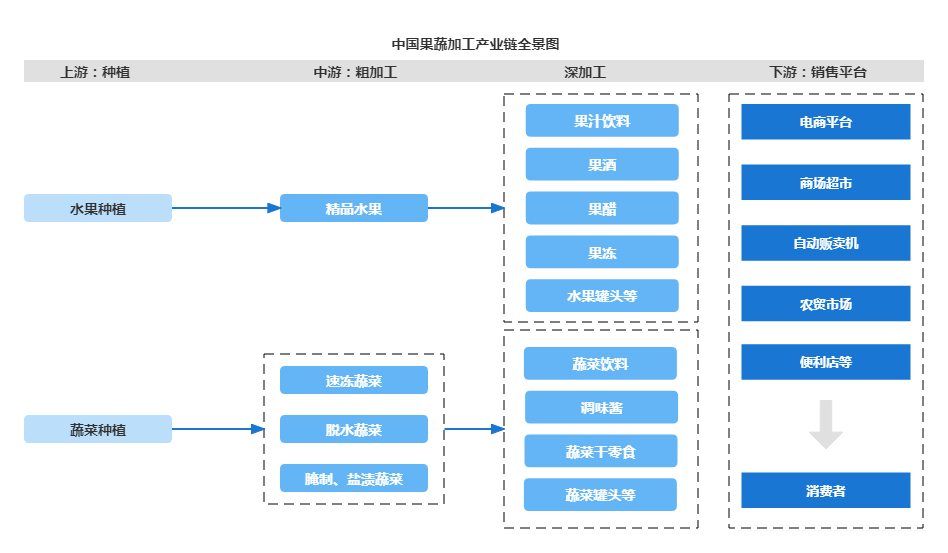 中国果蔬加工产业链全景图
上游：种植
中游：粗加工
深加工
下游：销售平台
水果种植
精品水果
果汁饮料
果酒
果醋
果冻
水果罐头等
蔬菜种植
速冻蔬菜
脱水蔬菜
腌制、盐渍蔬菜
蔬菜饮料
调味酱
蔬菜干零食
蔬菜罐头等
电商平台
商场超市
自动贩卖机
农贸市场
便利店等
消费者